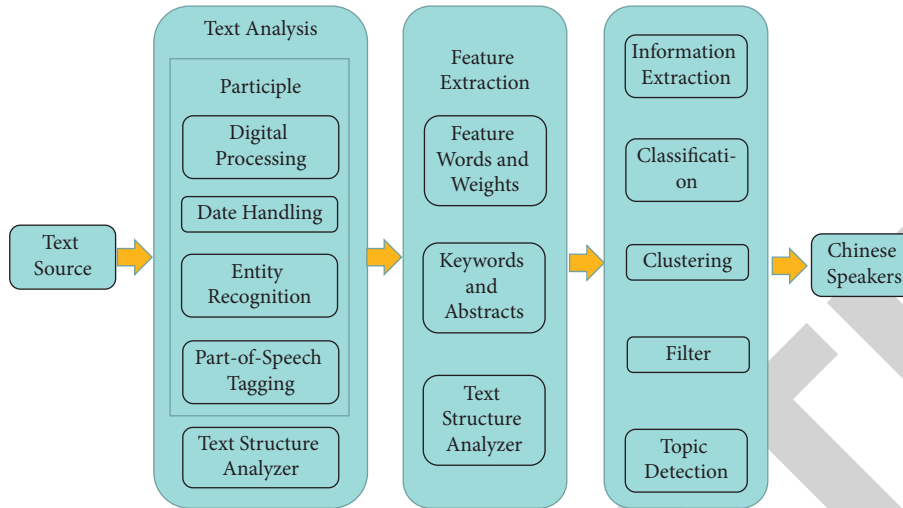 Text
Source
Text Analysis
Participle
Digital
Processing
Date Handling
Entity
Recognition
Part-of-Speech
Tagging
Text Structure
Analyzer
Feature
Extraction
Feature
Words and
Weights
Keywords
and
Abstracts
Text
Structure
Analyzer
Information
Extraction
Classificati-
on
Clustering
Filter
Topic
Detection
Chinese
Speakers